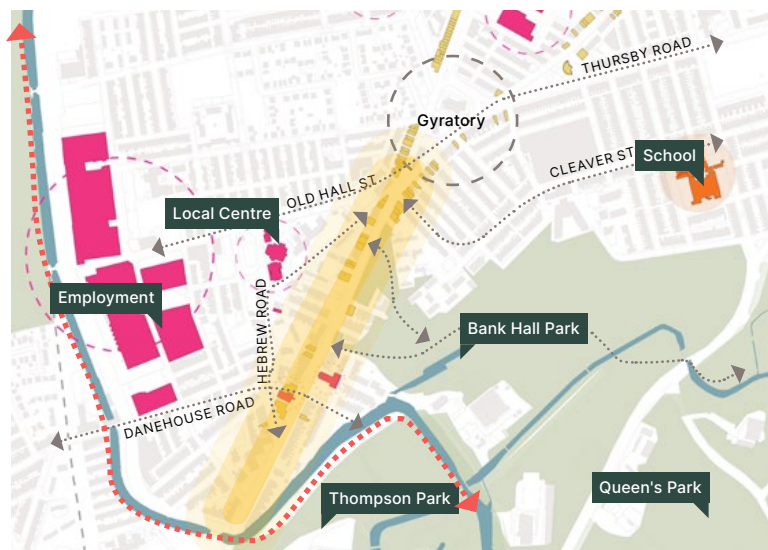 THURSBY ROAD
Gyratory
CLEAVER ST
School
OLD HALL ST
Local Centre
Employment
HEBREW ROAD
Bank Hall Park
DANEHOUSE ROAD
Thompson Park
Queen's Park